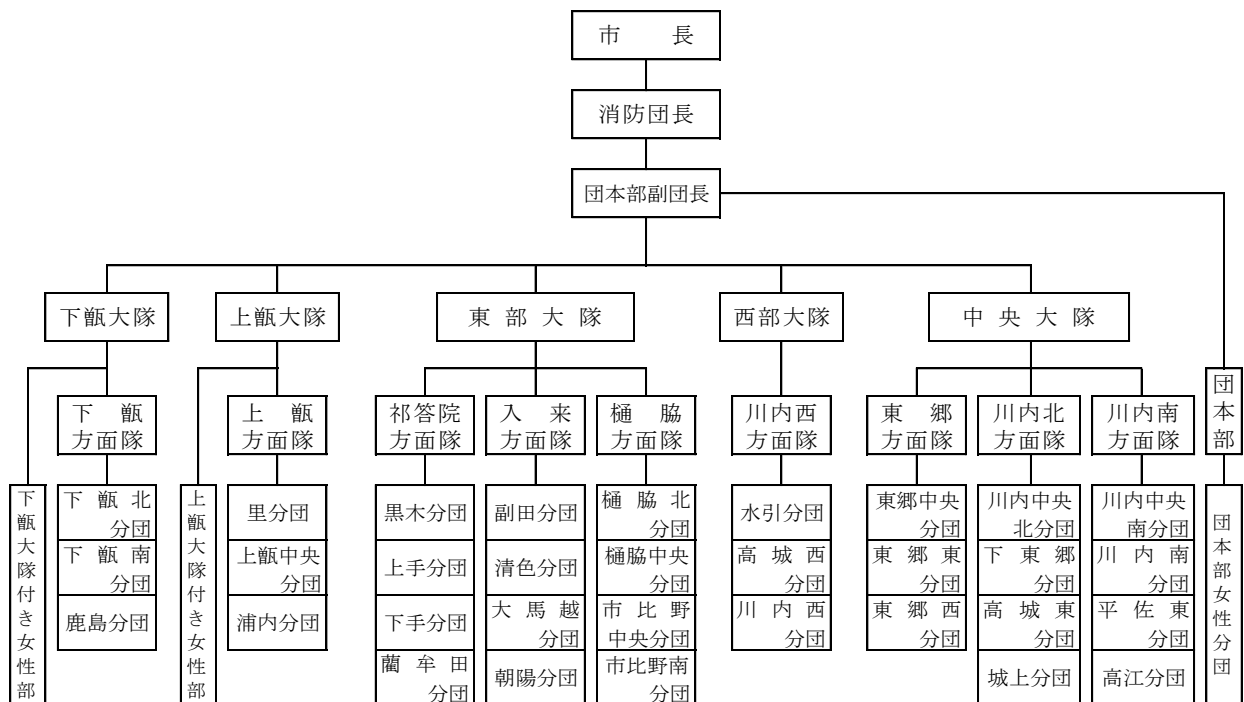 市長
消防団長
団本部副団長
下甑大隊
上甑大隊
東部大隊
西部大隊
中央大隊
団本部
下甑
方面隊
上甑
方面隊
祁答院
方面隊
入来
方面隊
樋脇
方面隊
川内西
方面隊
東郷
方面隊
川内北
方面隊
川内南
方面隊
下甑大隊付き女性部
下甑北
分団
下甑南
分団
鹿島分団
上甑大隊付き女性部
里分団
上甑中央
分団
浦内分団
黒木分団
上手分団
下手分団
藺牟田
分団
副田分団
清色分団
大馬越
分団
朝陽分団
樋脇北
分団
樋脇中央
分団
市比野
中央分団
市比野南
分団
水引分団
高城西
分団
川内西
分団
東郷中央
分団
東郷東
分団
東郷西
分団
川内中央
北分団
下東郷
分団
高城東
分団
城上分団
川内中央
南分団
川内南
分団
平佐東
分団
高江分団
団本部女性分団